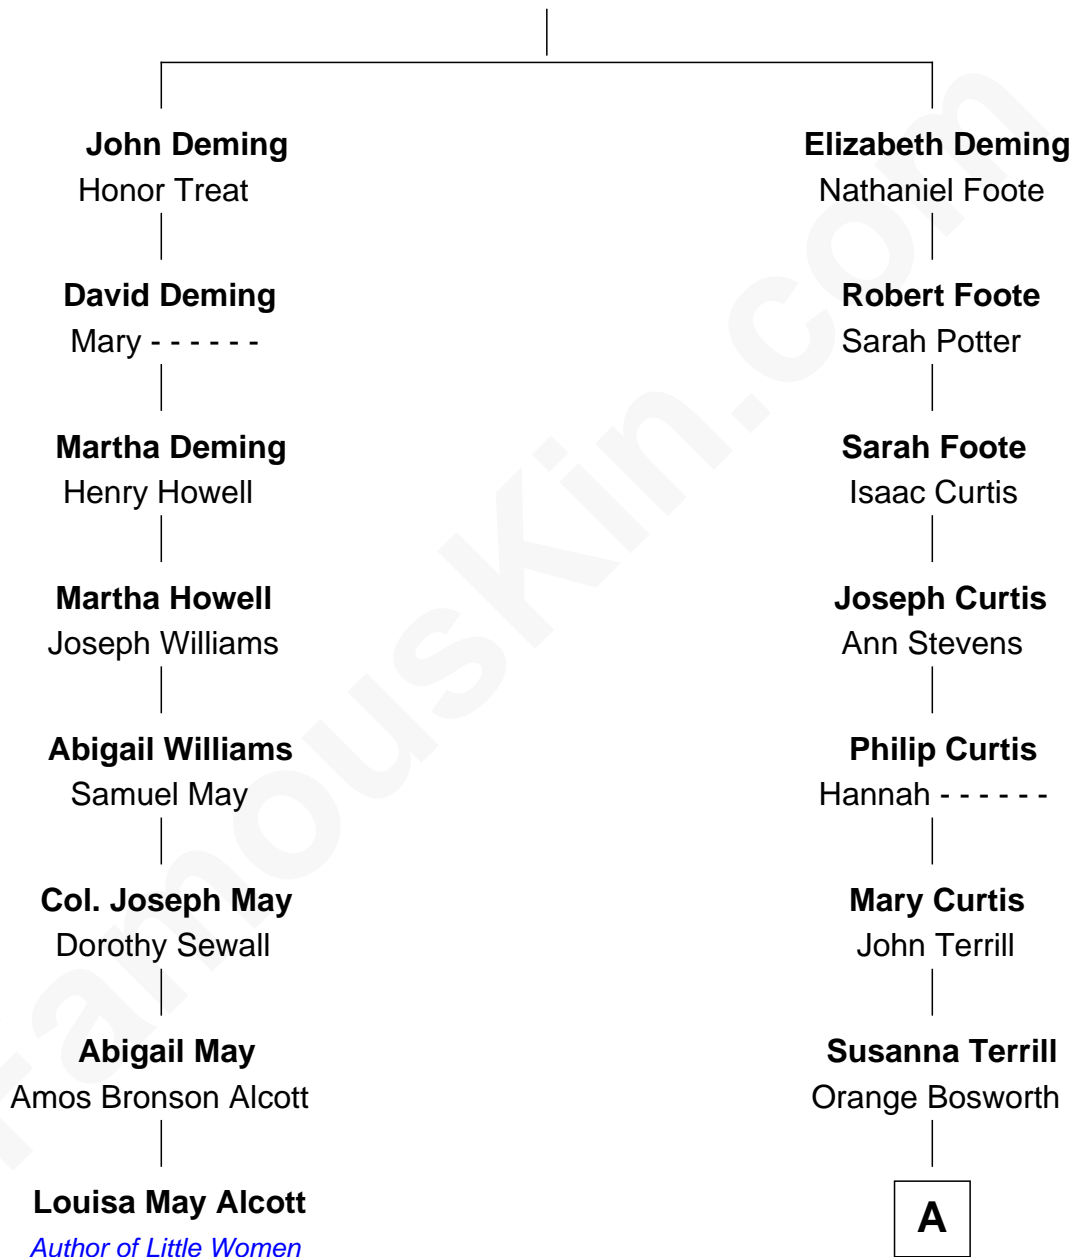 John Deming
Honor Treat
David Deming
Mary - - - - - -
Martha Deming
Henry Howell
Martha Howell
Joseph Williams
Abigail Williams
Samuel May
Col. Joseph May
Dorothy Sewall
Abigail May
Amos Bronson Alcott
Louisa May Alcott
Author of Little Women
Elizabeth Deming
Nathaniel Foote
Robert Foote
Sarah Potter
Sarah Foote
Isaac Curtis
Joseph Curtis
Ann Stevens
Philip Curtis
Hannah - - - - - -
Mary Curtis
John Terrill
Susanna Terrill
Orange Bosworth
A
FamousKin.com